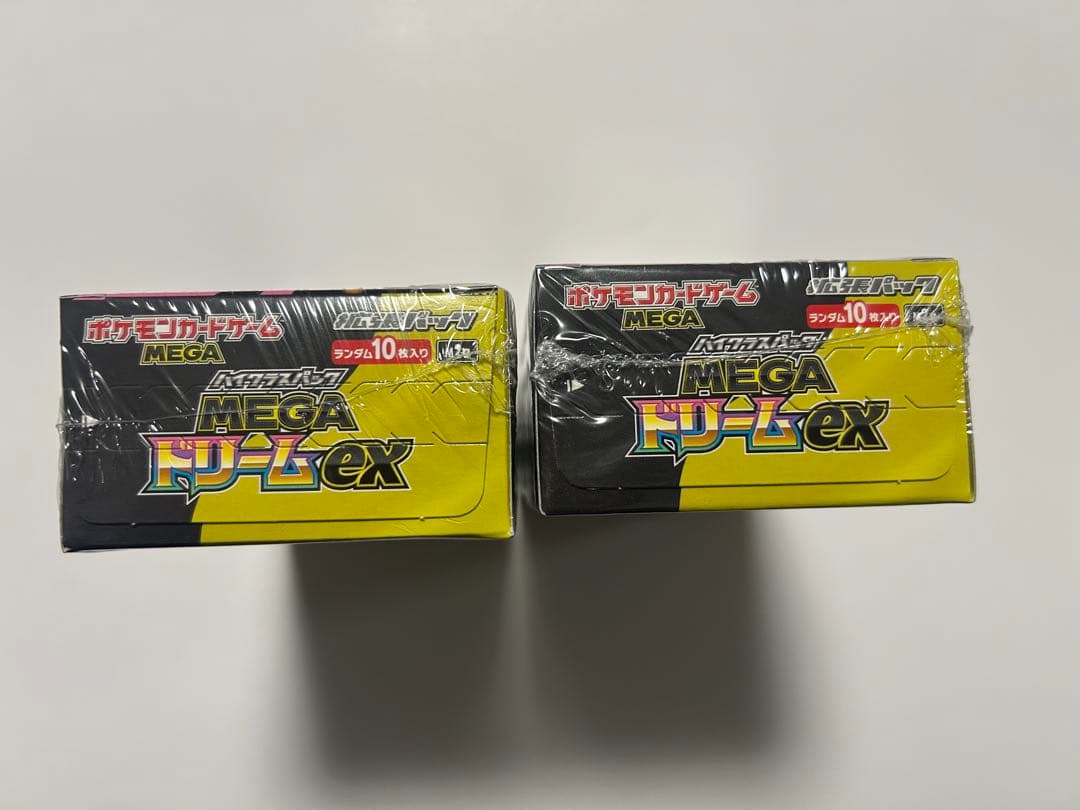 ポケモンカードゲーム
MEGA
拡張パック
ランダム10枚入り
ハイクラスパック
MEGA
ドリームex
ポケモンカードゲーム
MEGA
拡張パック
ランダム10枚入り
ハイクラスパック
MEGA
ドリームex